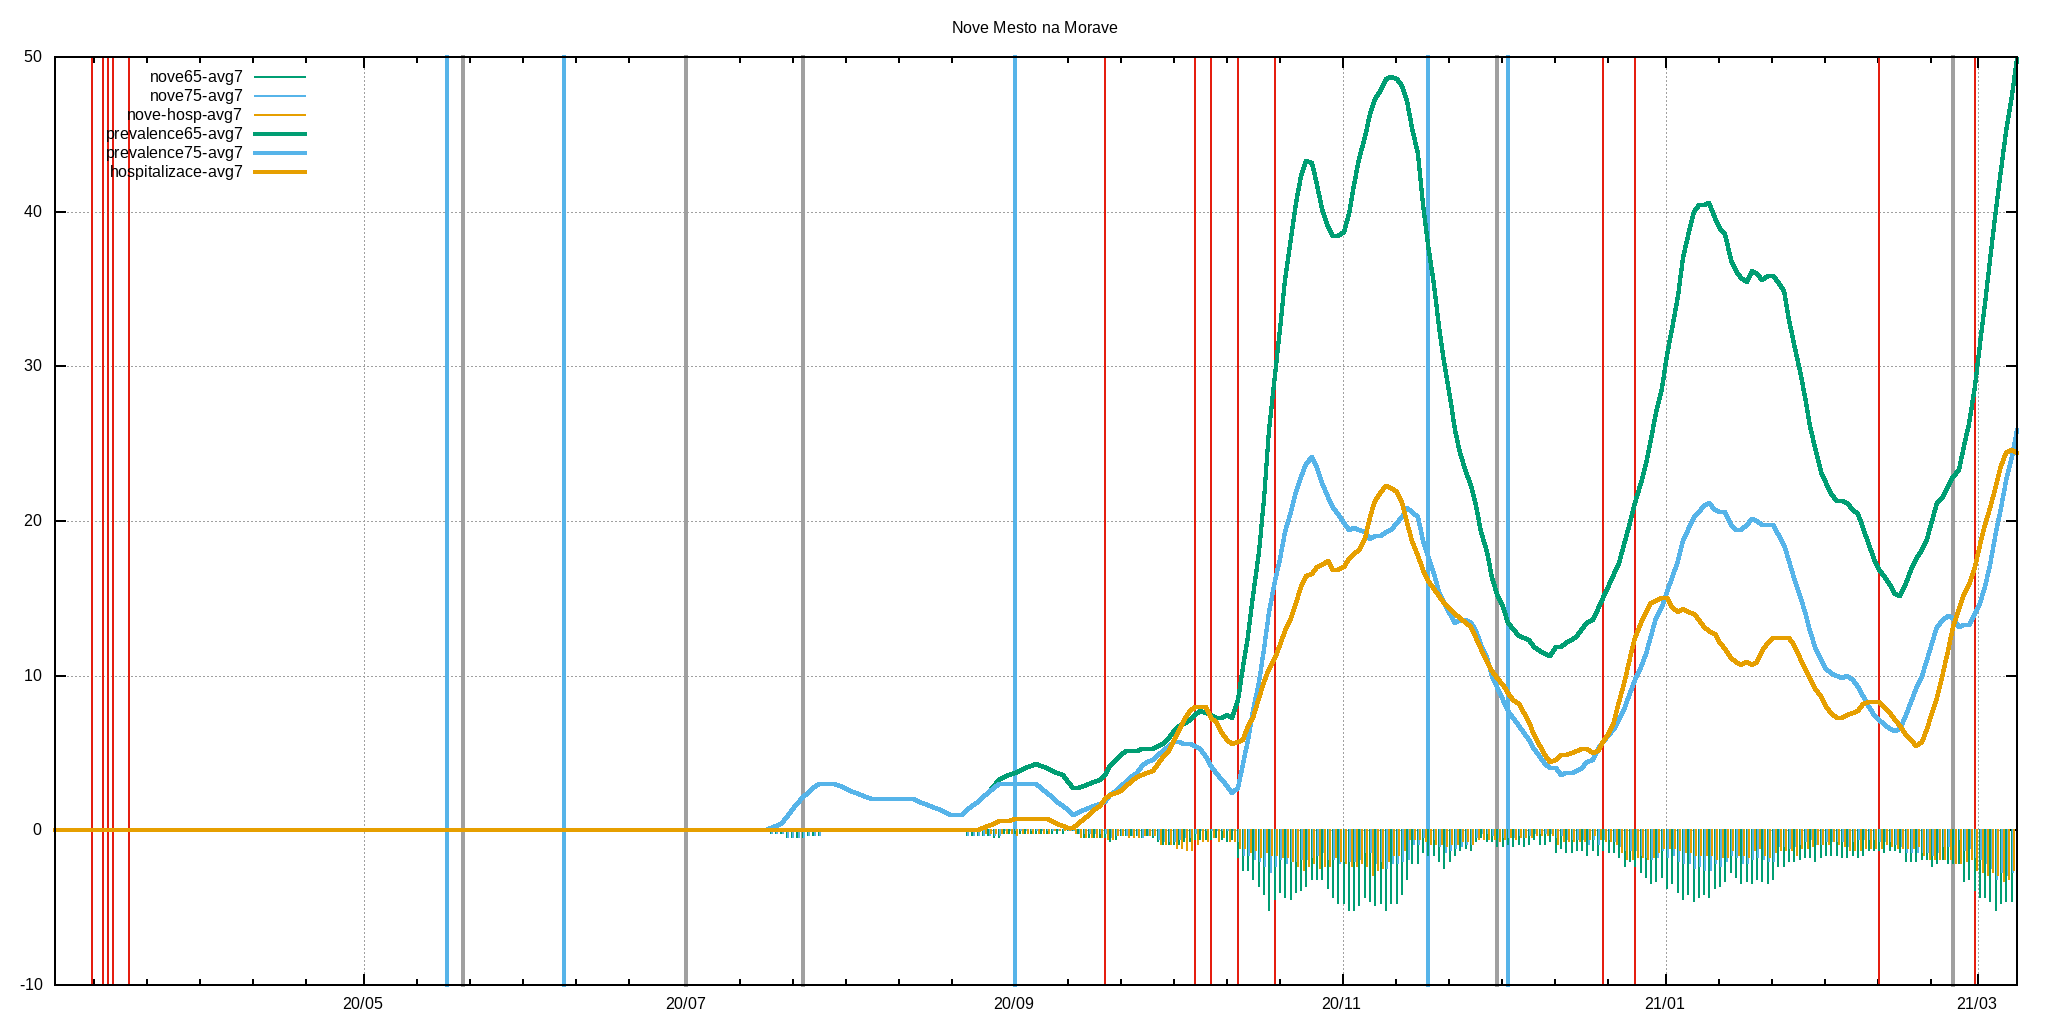 Nove Mesto na Morave
50
nove65-avg7
nove75-avg7
nove-hosp-avg7
prevalence65-avg7
prevalence75-avg7
hospitalizace-avg7
40
30
20
10
0
-10
20/05 20/07 20/09 20/11 21/01 21/03